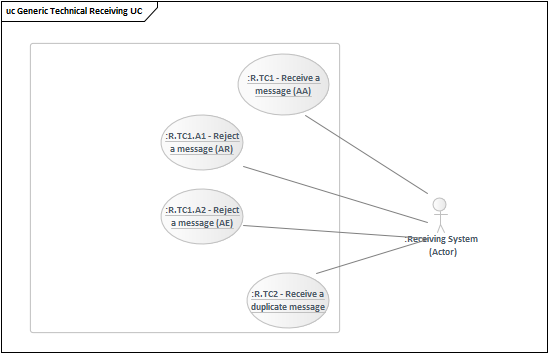 uc Generic Technical Receiving UC
:R.TC1 - Receive a
message (AA)
:R.TC1.A1 - Reject
a message (AR)
:R.TC1.A2 - Reject
a message (AE)
:Receiving System
(Actor)
:R.TC2 - Receive a
duplicate message